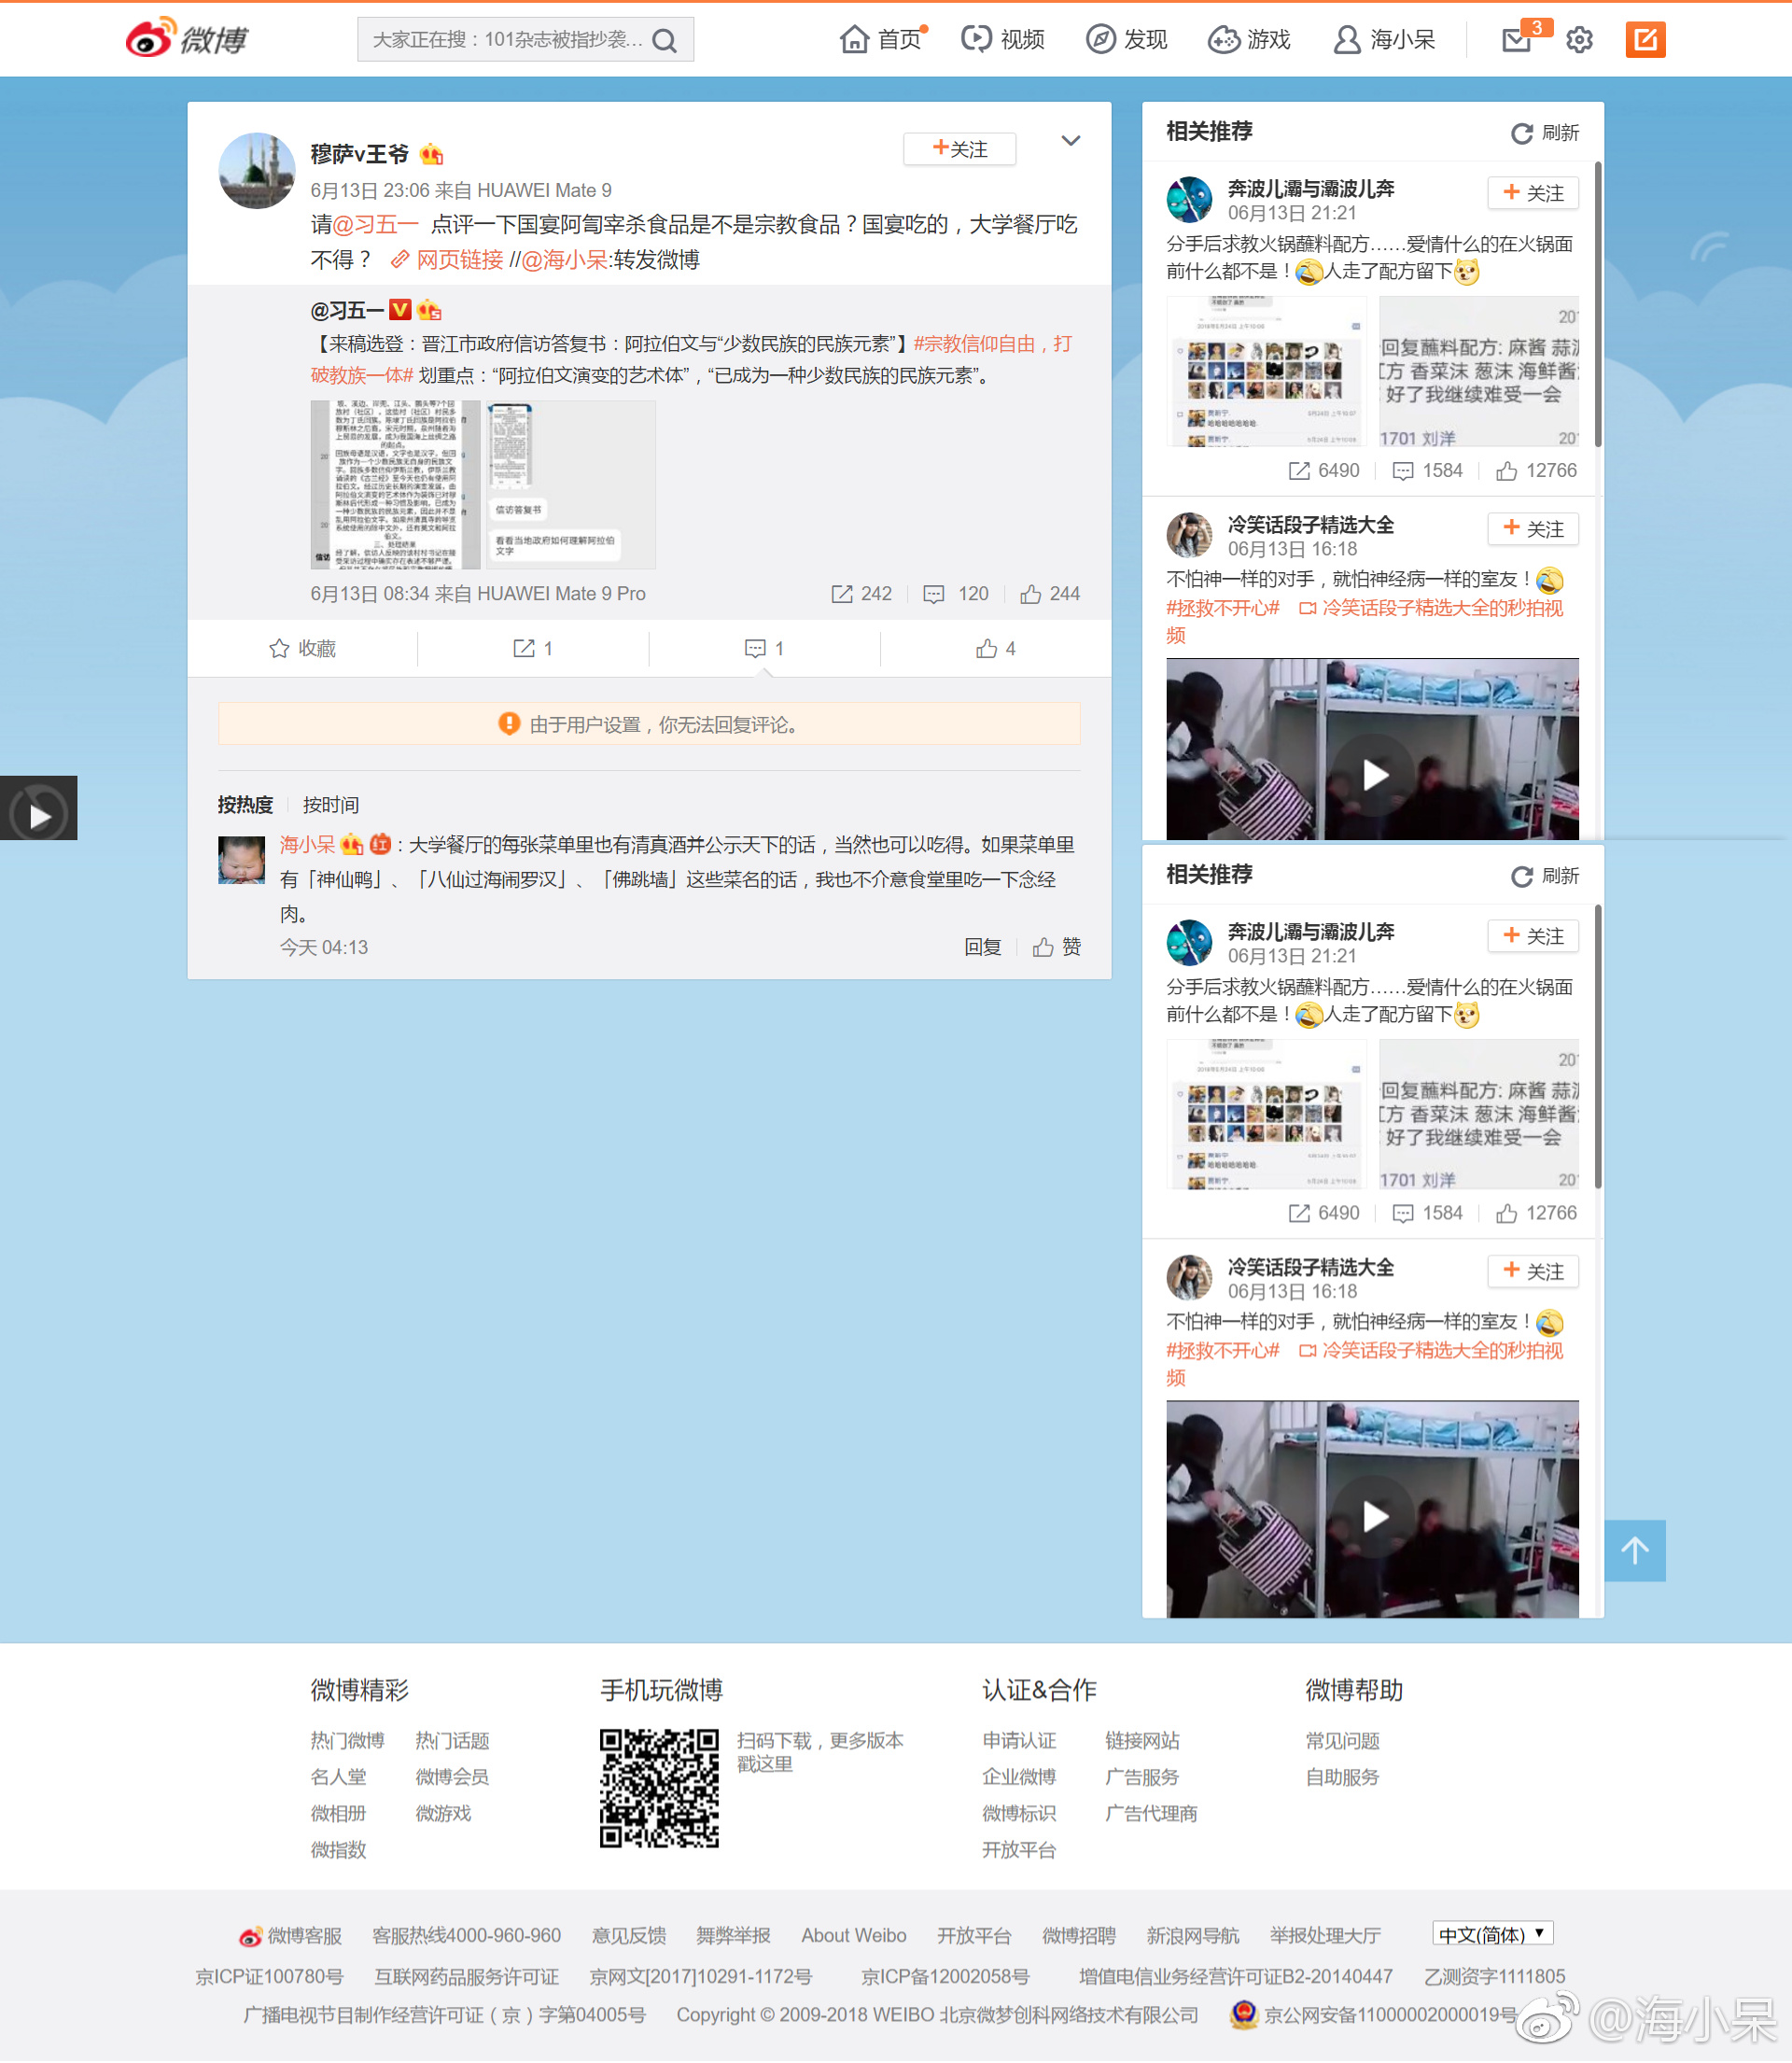 微博
大家正在搜：101杂志被指抄袭...
首页
视频
发现
游戏
海小呆
3
穆萨v王爷
+关注
6月13日 23:06 来自 HUAWEI Mate 9
请@习五一 点评一下国宴阿訇宰杀食品是不是宗教食品？国宴吃的，大学餐厅吃
不得？ 网页链接 //@海小呆:转发微博
@习五一
【来稿选登：晋江市政府信访答复书：阿拉伯文与“少数民族的民族元素”】#宗教信仰自由，打
破教族一体# 划重点：“阿拉伯文演变的艺术体”，“已成为一种少数民族的民族元素”。
信访答复书
看看当地政府如何理解阿拉伯
文字
6月13日 08:34 来自 HUAWEI Mate 9 Pro
242
120
244
收藏
1
1
4
由于用户设置，你无法回复评论。
按热度
按时间
海小呆：大学餐厅的每张菜单里也有清真酒并公示天下的话，当然也可以吃得。如果菜单里
有「神仙鸭」、「八仙过海闹罗汉」、「佛跳墙」这些菜名的话，我也不介意食堂里吃一下念经
肉。
今天 04:13
回复
赞
相关推荐
刷新
奔波儿灞与灞波儿奔
+ 关注
06月13日 21:21
分手后求教火锅蘸料配方……爱情什么的在火锅面
前什么都不是！人走了配方留下
回复蘸料配方: 麻酱 蒜
方 香菜沫 葱沫 海鲜酱
好了我继续难受一会
1701 刘洋
6490
1584
12766
冷笑话段子精选大全
+ 关注
06月13日 16:18
不怕神一样的对手，就怕神经病一样的室友！
#拯救不开心# 冷笑话段子精选大全的秒拍视
频
相关推荐
刷新
奔波儿灞与灞波儿奔
+ 关注
06月13日 21:21
分手后求教火锅蘸料配方……爱情什么的在火锅面
前什么都不是！人走了配方留下
回复蘸料配方: 麻酱 蒜
方 香菜沫 葱沫 海鲜酱
好了我继续难受一会
1701 刘洋
6490
1584
12766
冷笑话段子精选大全
+ 关注
06月13日 16:18
不怕神一样的对手，就怕神经病一样的室友！
#拯救不开心# 冷笑话段子精选大全的秒拍视
频
微博精彩
热门微博 热门话题
名人堂 微博会员
微相册 微游戏
微指数
手机玩微博
扫码下载，更多版本
戳这里
认证&合作
申请认证 链接网站
企业微博 广告服务
微博标识 广告代理商
开放平台
微博帮助
常见问题
自助服务
微博客服 客服热线4000-960-960 意见反馈 舞弊举报 About Weibo 开放平台 微博招聘 新浪网导航 举报处理大厅 中文(简体)
京ICP证100780号 互联网药品服务许可证 京网文[2017]10291-1172号 京ICP备12002058号 增值电信业务经营许可证B2-20140447 乙测资字1111805
广播电视节目制作经营许可证（京）字第04005号 Copyright © 2009-2018 WEIBO 北京微梦创科网络技术有限公司 京公网安备11000002000019号
@海小呆